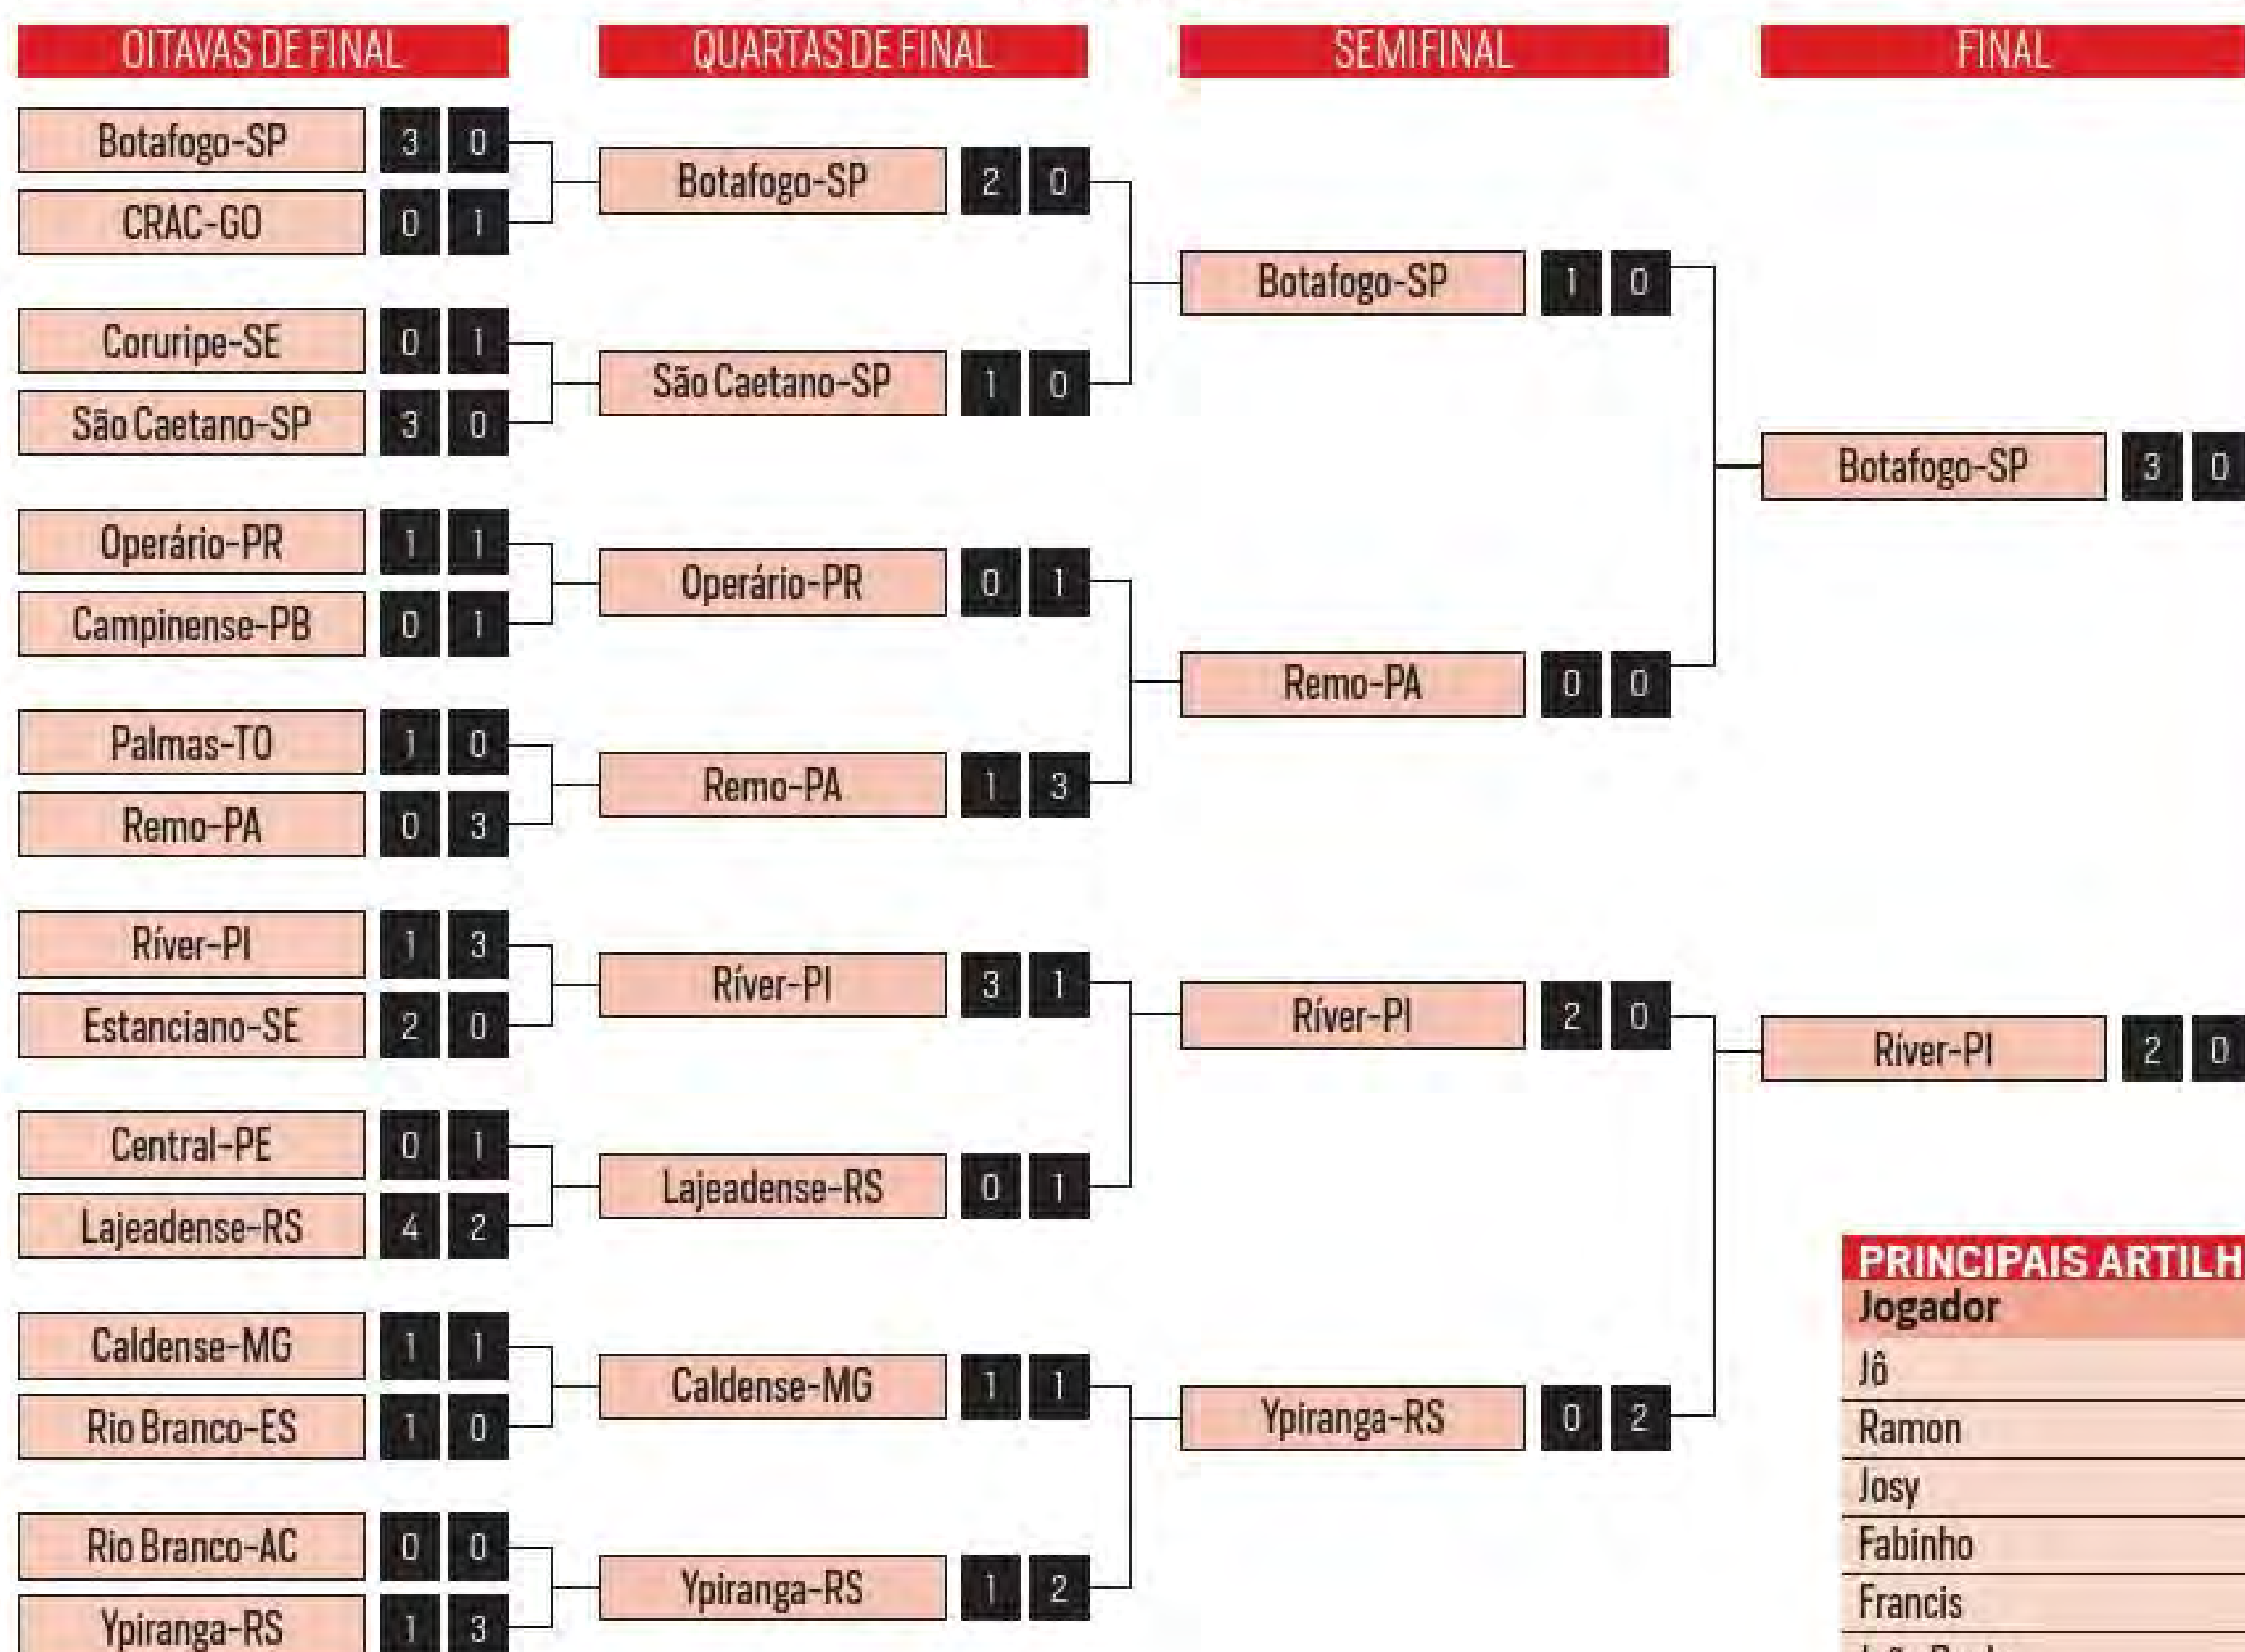 OITAVAS DE FINAL
QUARTAS DE FINAL
SEMIFINAL
FINAL
Botafogo-SP 3 0
CRAC-GO 0 1
Coruripe-SE 0 1
São Caetano-SP 3 0
Operário-PR 1 1
Campinense-PB 0 1
Palmas-TO 1 0
Remo-PA 0 3
Ríver-PI 1 3
Estanciano-SE 2 0
Central-PE 0 1
Lajeadense-RS 4 2
Caldense-MG 1 1
Rio Branco-ES 1 0
Rio Branco-AC 0 0
Ypiranga-RS 1 3
Botafogo-SP 2 0
São Caetano-SP 1 0
Operário-PR 0 1
Remo-PA 1 3
Ríver-PI 3 1
Lajeadense-RS 0 1
Caldense-MG 1 1
Ypiranga-RS 1 2
Botafogo-SP 1 0
Remo-PA 0 0
Ríver-PI 2 0
Ypiranga-RS 0 2
Botafogo-SP 3 0
Ríver-PI 2 0
PRINCIPAIS ARTILH
Jogador
Jô
Ramon
Josy
Fabinho
Francis